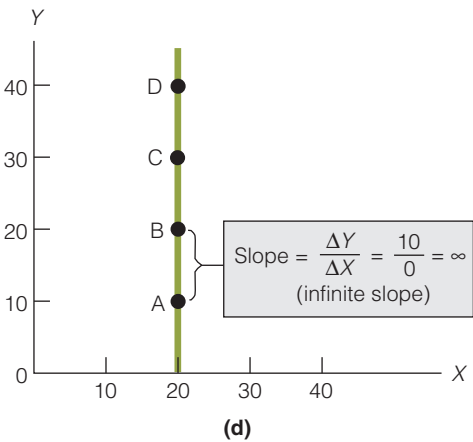 Y
40
30
20
10
0
D
C
B
A
Slope = ΔY/ΔX = 10/0 = ∞
(infinite slope)
10 20 30 40
X
(d)